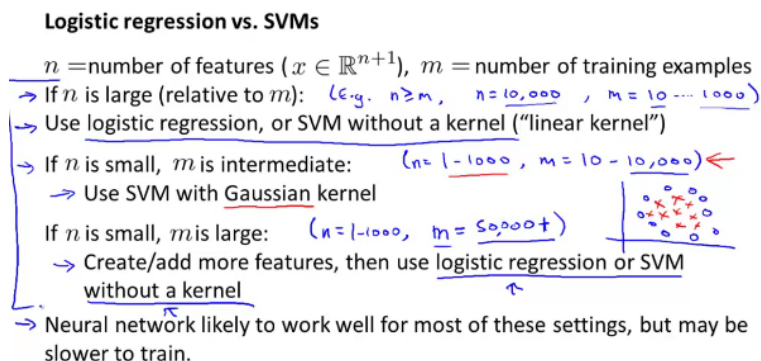 Logistic regression vs. SVMs
n =number of features (x ∈ ℝⁿ⁺¹), m = number of training examples
→ If n is large (relative to m): (E.g. n≥m, n=10,000 , m = 10 ... 1000)
→ Use logistic regression, or SVM without a kernel (“linear kernel”)
→ If n is small, m is intermediate: (n= 1-1000 , m = 10 - 10,000) ←
→ Use SVM with Gaussian kernel
If n is small, m is large: (n=1-1000, m = 50,000+)
→ Create/add more features, then use logistic regression or SVM
without a kernel
→ Neural network likely to work well for most of these settings, but may be
slower to train.